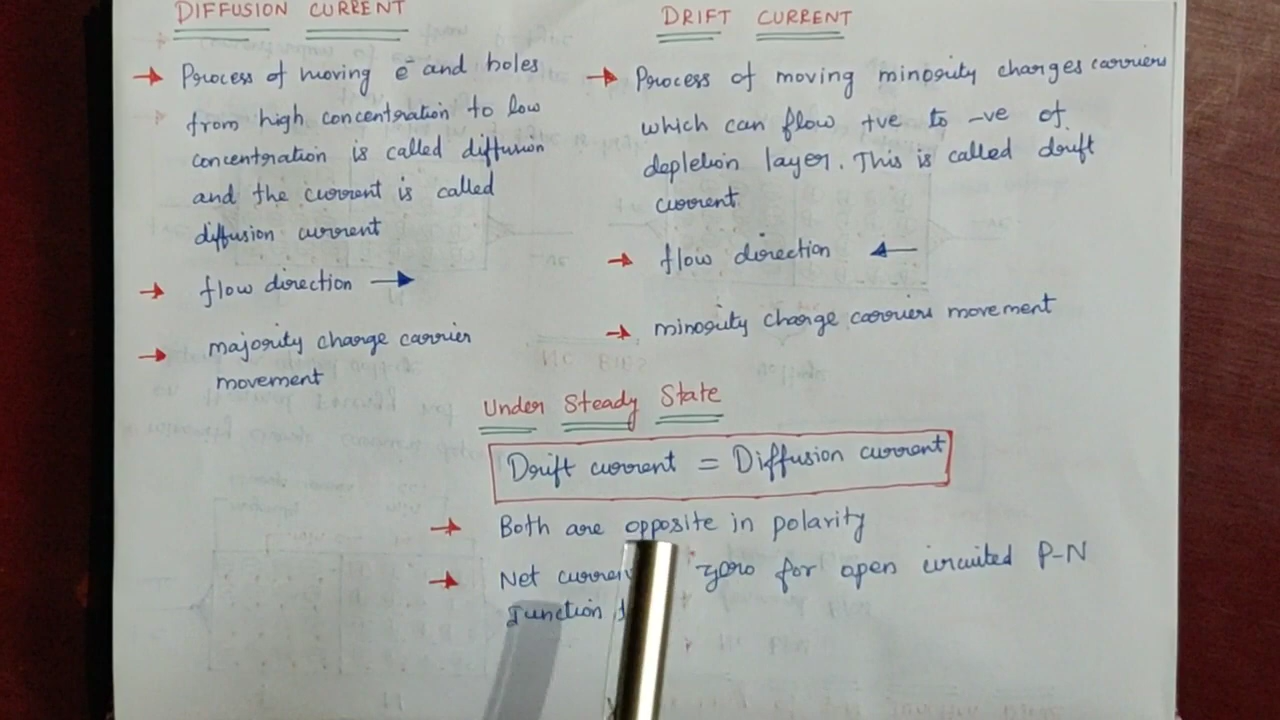 DIFFUSION CURRENT
Process of moving e⁻ and holes
from high concentration to low
concentration is called diffusion
and the current is called
diffusion current
flow direction →
majority charge carrier
movement
DRIFT CURRENT
Process of moving minority charges carriers
which can flow +ve to -ve of
depletion layer. This is called drift
current.
flow direction ←
minority charge carriers movement
Under Steady State
Drift current = Diffusion current
Both are opposite in polarity
Net zero for open circuited P-N
Junction